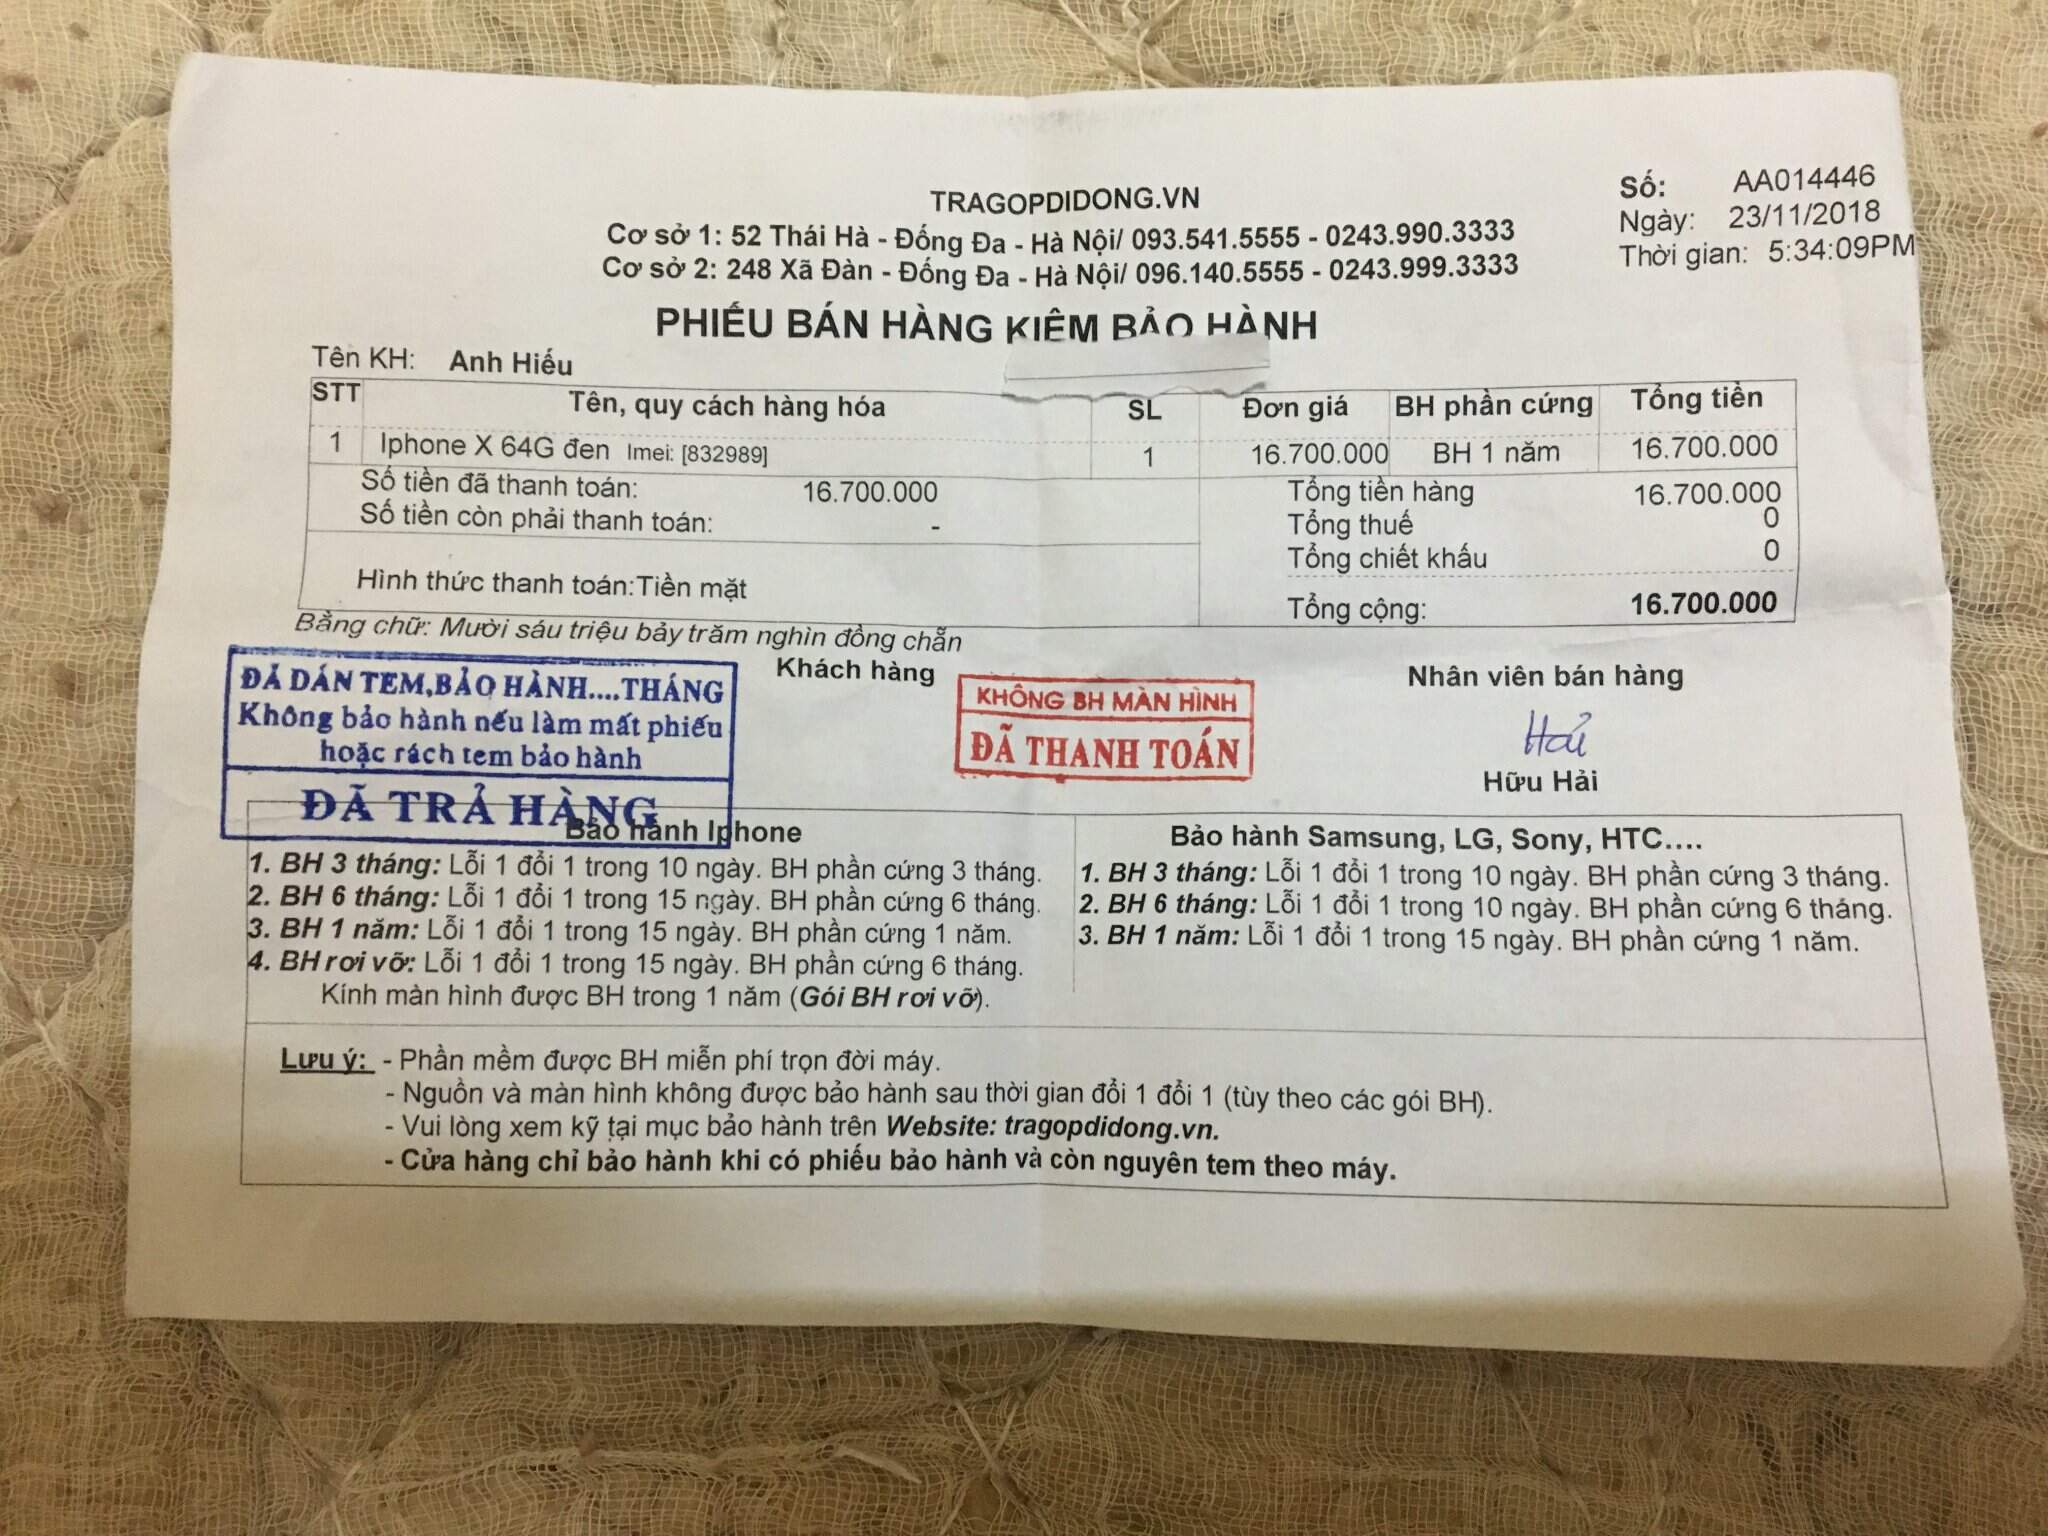 TRAGOPDIDONG.VN
Cơ sở 1: 52 Thái Hà - Đống Đa - Hà Nội/ 093.541.5555 - 0243.990.3333
Cơ sở 2: 248 Xã Đàn - Đống Đa - Hà Nội/ 096.140.5555 - 0243.999.3333
Số: AA014446
Ngày: 23/11/2018
Thời gian: 5:34:09PM
PHIẾU BÁN HÀNG KIÊM BẢO HÀNH
Tên KH: Anh Hiếu
STT Tên, quy cách hàng hóa SL Đơn giá BH phần cứng Tổng tiền
1 Iphone X 64G đen Imei: [832989] 1 16.700.000 BH 1 năm 16.700.000
Số tiền đã thanh toán: 16.700.000 Tổng tiền hàng 16.700.000
Số tiền còn phải thanh toán: - Tổng thuế 0
Tổng chiết khấu 0
Hình thức thanh toán:Tiền mặt Tổng cộng: 16.700.000
Bằng chữ: Mười sáu triệu bảy trăm nghìn đồng chẵn
Khách hàng Nhân viên bán hàng
ĐÃ DÁN TEM,BẢO HÀNH....THÁNG
Không bảo hành nếu làm mất phiếu
hoặc rách tem bảo hành
ĐÃ TRẢ HÀNG
KHÔNG BH MÀN HÌNH
ĐÃ THANH TOÁN
Hải
Hữu Hải
Bảo hành Iphone
1. BH 3 tháng: Lỗi 1 đổi 1 trong 10 ngày. BH phần cứng 3 tháng.
2. BH 6 tháng: Lỗi 1 đổi 1 trong 15 ngày. BH phần cứng 6 tháng.
3. BH 1 năm: Lỗi 1 đổi 1 trong 15 ngày. BH phần cứng 1 năm.
4. BH rơi vỡ: Lỗi 1 đổi 1 trong 15 ngày. BH phần cứng 6 tháng.
Kính màn hình được BH trong 1 năm (Gói BH rơi vỡ).
Bảo hành Samsung, LG, Sony, HTC....
1. BH 3 tháng: Lỗi 1 đổi 1 trong 10 ngày. BH phần cứng 3 tháng.
2. BH 6 tháng: Lỗi 1 đổi 1 trong 10 ngày. BH phần cứng 6 tháng.
3. BH 1 năm: Lỗi 1 đổi 1 trong 15 ngày. BH phần cứng 1 năm.
Lưu ý: - Phần mềm được BH miễn phí trọn đời máy.
- Nguồn và màn hình không được bảo hành sau thời gian đổi 1 đổi 1 (tùy theo các gói BH).
- Vui lòng xem kỹ tại mục bảo hành trên Website: tragopdidong.vn.
- Cửa hàng chỉ bảo hành khi có phiếu bảo hành và còn nguyên tem theo máy.